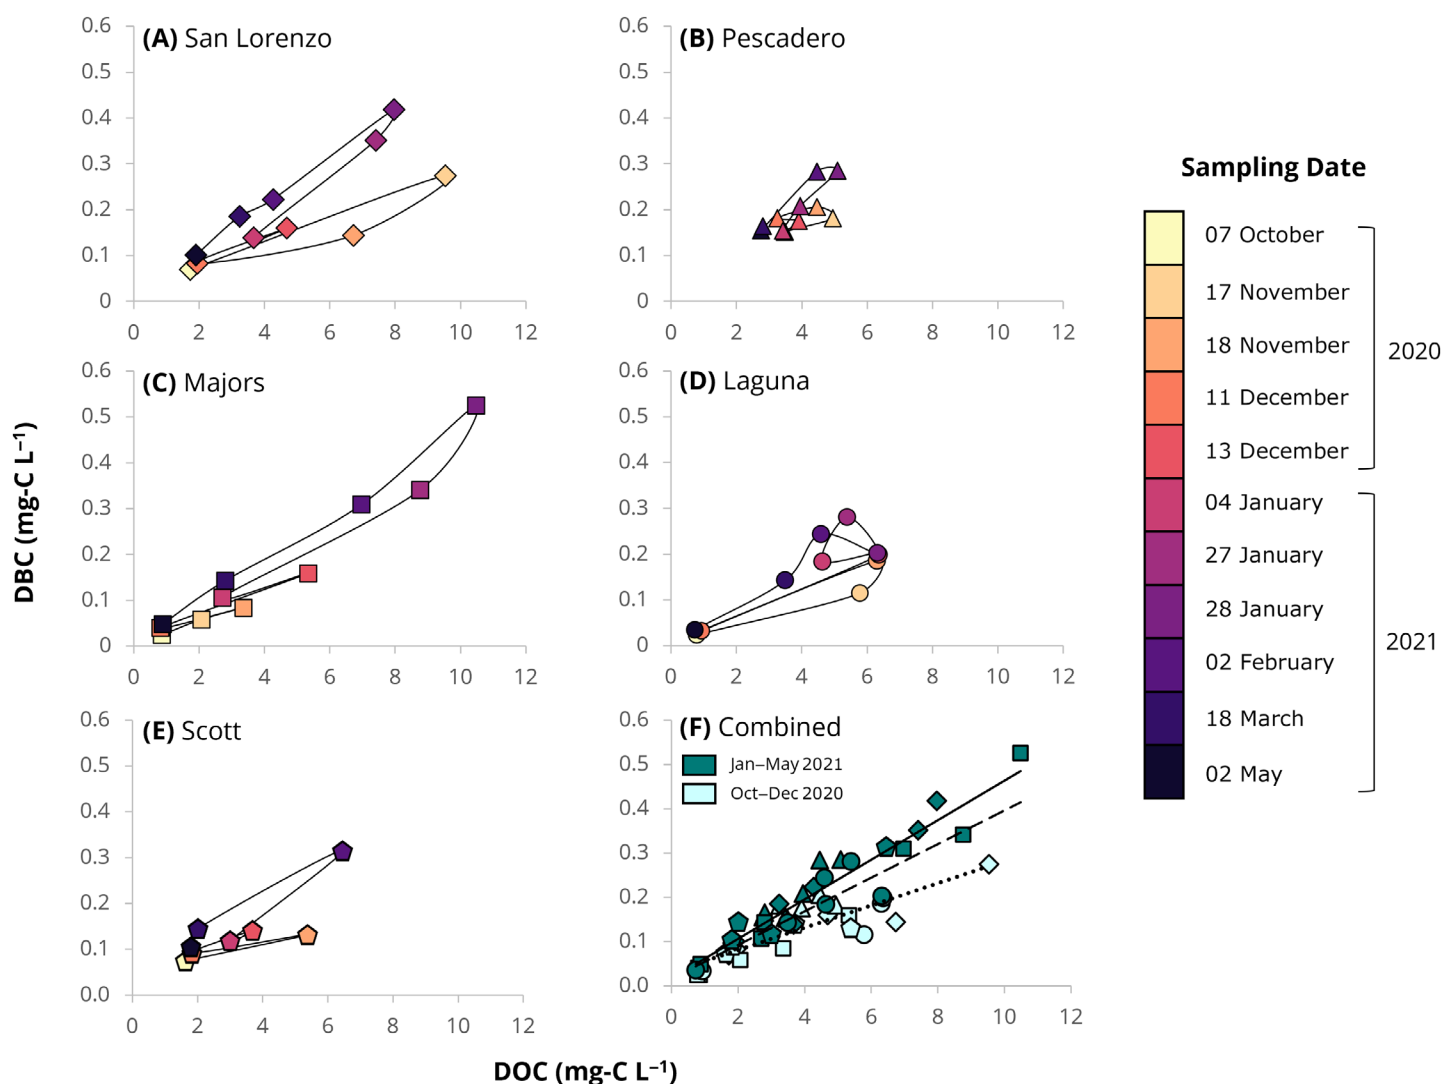 (A) San Lorenzo
0.6
0.5
0.4
0.3
0.2
0.1
0
0 2 4 6 8 10 12
(B) Pescadero
0.6
0.5
0.4
0.3
0.2
0.1
0
0 2 4 6 8 10 12
(C) Majors
0.6
0.5
0.4
0.3
0.2
0.1
0
0 2 4 6 8 10 12
(D) Laguna
0.6
0.5
0.4
0.3
0.2
0.1
0
0 2 4 6 8 10 12
(E) Scott
0.6
0.5
0.4
0.3
0.2
0.1
0.0
0 2 4 6 8 10 12
(F) Combined
Jan–May 2021
Oct–Dec 2020
0.6
0.5
0.4
0.3
0.2
0.1
0.0
0 2 4 6 8 10 12
DBC (mg-C L⁻¹)
DOC (mg-C L⁻¹)
Sampling Date
07 October
17 November
18 November
11 December
13 December
2020
04 January
27 January
28 January
02 February
18 March
02 May
2021